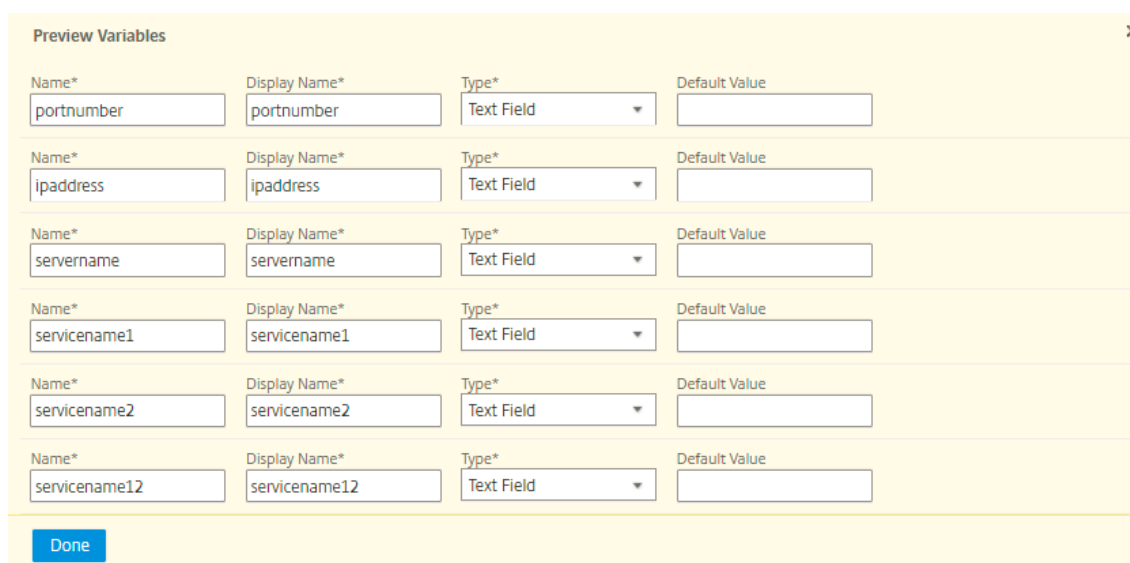 Preview Variables
Name* Display Name* Type* Default Value
portnumber portnumber Text Field
Name* Display Name* Type* Default Value
ipaddress ipaddress Text Field
Name* Display Name* Type* Default Value
servername servername Text Field
Name* Display Name* Type* Default Value
servicename1 servicename1 Text Field
Name* Display Name* Type* Default Value
servicename2 servicename2 Text Field
Name* Display Name* Type* Default Value
servicename12 servicename12 Text Field
Done